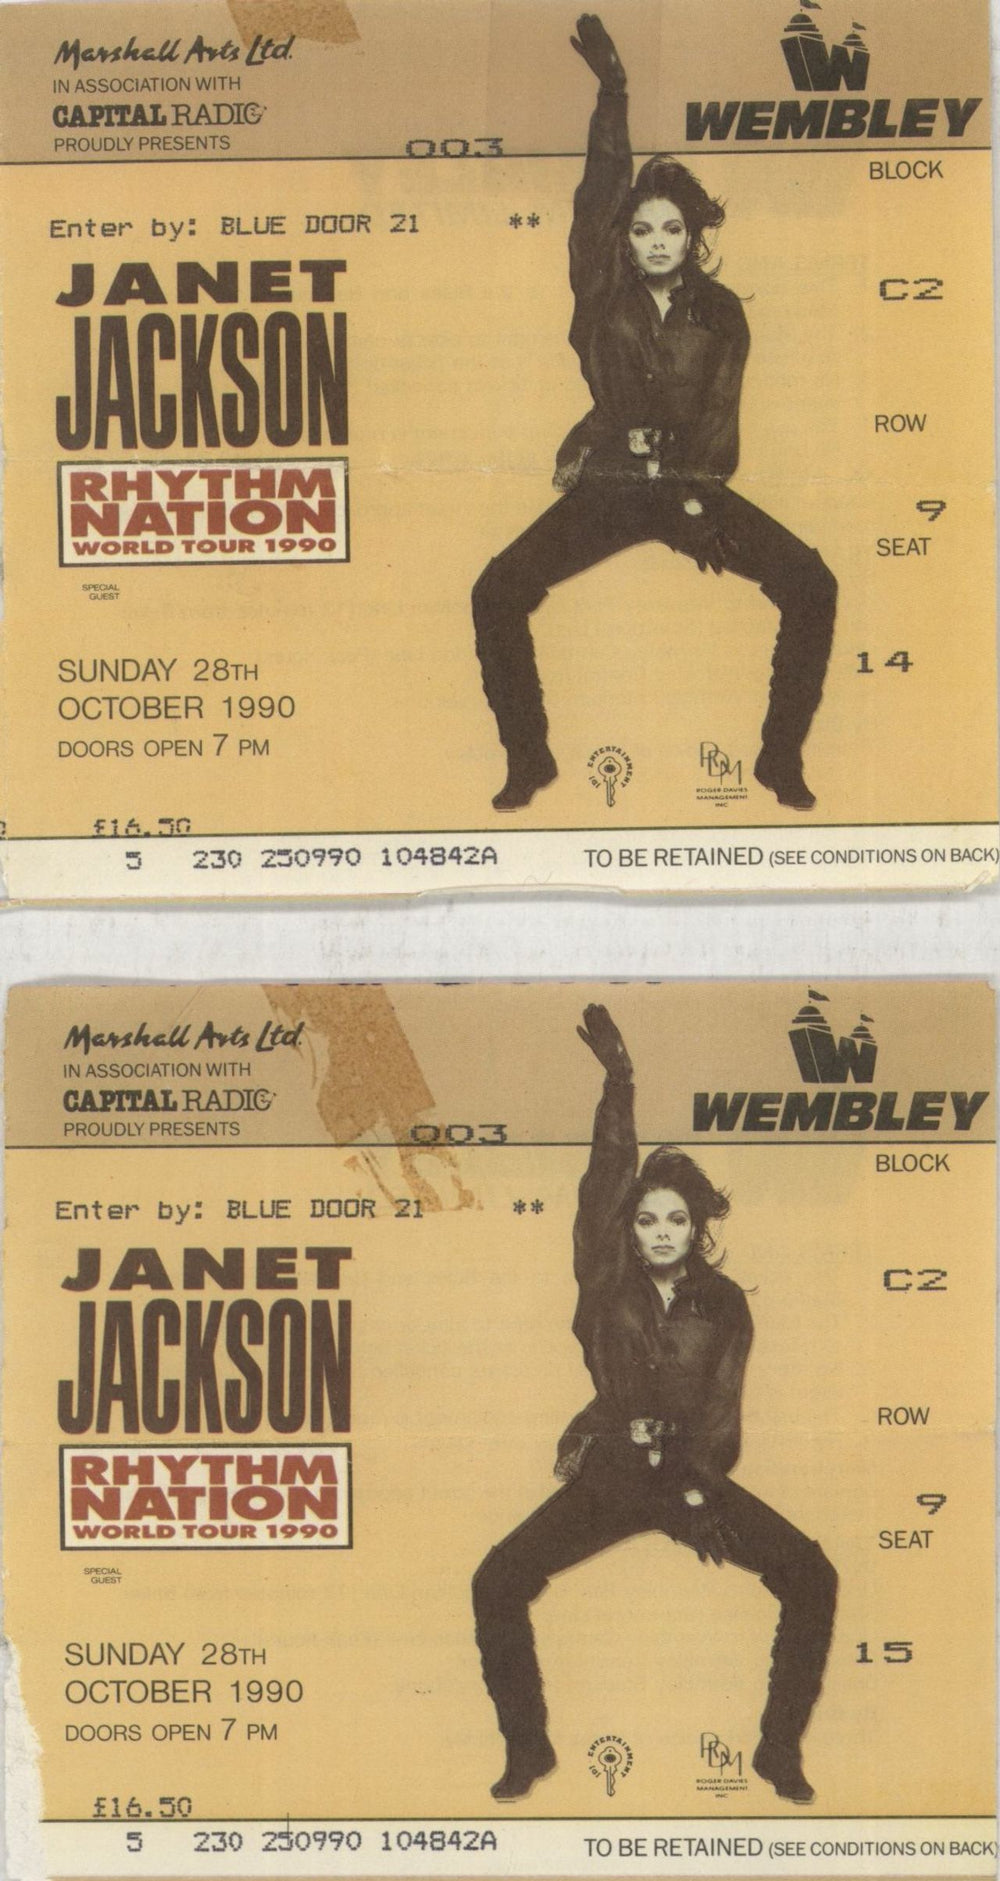 Marshall Arts Ltd.
IN ASSOCIATION WITH
CAPITAL RADIO
PROUDLY PRESENTS
003
W
WEMBLEY
BLOCK
Enter by: BLUE DOOR 21 **
C2
JANET
JACKSON
ROW
RHYTHM
NATION
WORLD TOUR 1990
9
SEAT
SPECIAL
GUEST
14
SUNDAY 28TH
OCTOBER 1990
DOORS OPEN 7 PM
ENTERTAINMENT
RDM
ROGER DAVIES
MANAGEMENT
INC
£16.50
5 230 250990 104842A TO BE RETAINED (SEE CONDITIONS ON BACK)
Marshall Arts Ltd.
IN ASSOCIATION WITH
CAPITAL RADIO
PROUDLY PRESENTS
003
W
WEMBLEY
BLOCK
Enter by: BLUE DOOR 21 **
C2
JANET
JACKSON
ROW
RHYTHM
NATION
WORLD TOUR 1990
9
SEAT
SPECIAL
GUEST
15
SUNDAY 28TH
OCTOBER 1990
DOORS OPEN 7 PM
ENTERTAINMENT
RDM
ROGER DAVIES
MANAGEMENT
INC
£16.50
5 230 250990 104842A TO BE RETAINED (SEE CONDITIONS ON BACK)